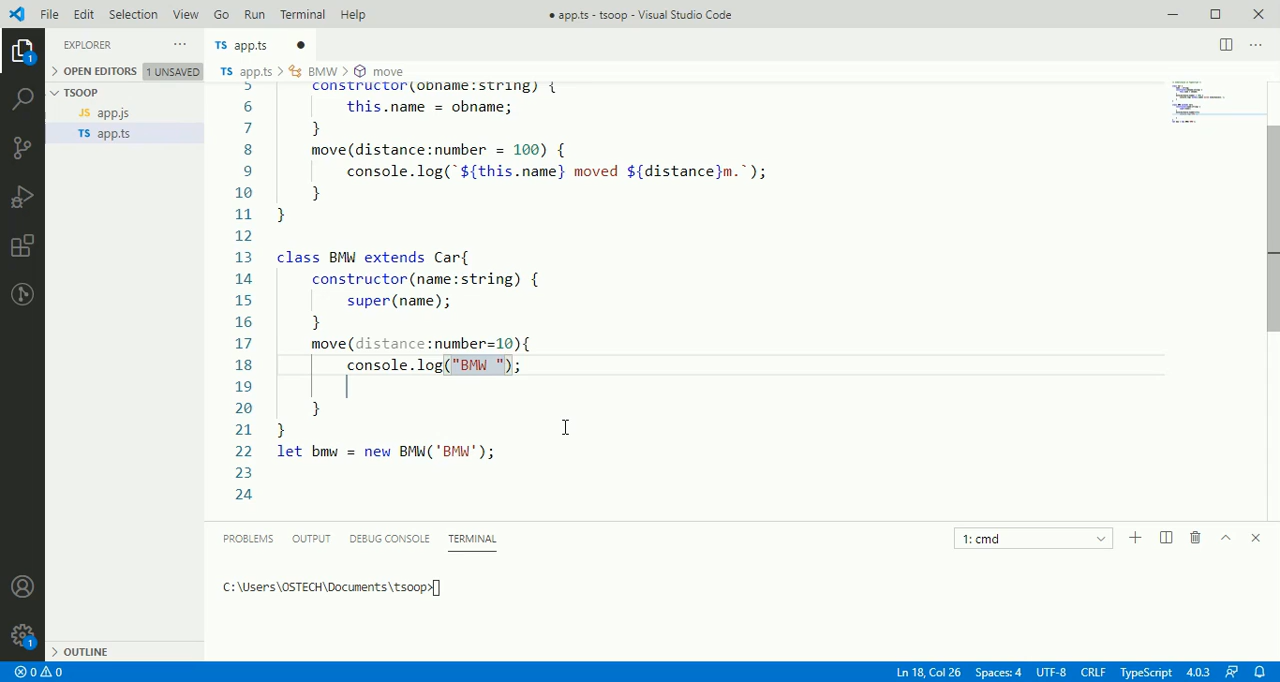 File Edit Selection View Go Run Terminal Help
● app.ts - tsoop - Visual Studio Code
EXPLORER
OPEN EDITORS 1 UNSAVED
TSOOP
JS app.js
TS app.ts
TS app.ts
TS app.ts > BMW > move
5 constructor(obname:string) {
6 this.name = obname;
7 }
8 move(distance:number = 100) {
9 console.log(`${this.name} moved ${distance}m.`);
10 }
11 }
12
13 class BMW extends Car{
14 constructor(name:string) {
15 super(name);
16 }
17 move(distance:number=10){
18 console.log("BMW ");
19
20 }
21 }
22 let bmw = new BMW('BMW');
23
24
PROBLEMS OUTPUT DEBUG CONSOLE TERMINAL
1: cmd
C:\Users\OSTECH\Documents\tsoop>
OUTLINE
1
1
0 0
Ln 18, Col 26 Spaces: 4 UTF-8 CRLF TypeScript 4.0.3